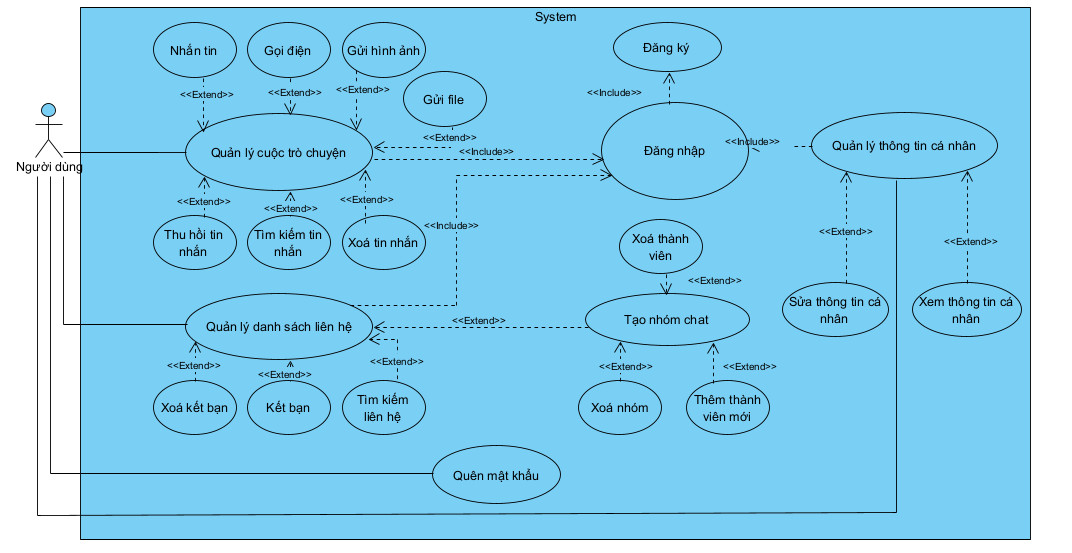 System
Nhắn tin
Gọi điện
Gửi hình ảnh
Đăng ký
<<Extend>>
<<Extend>>
<<Extend>>
<<Include>>
Gửi file
<<Extend>>
Người dùng
Quản lý cuộc trò chuyện
<<Include>>
Đăng nhập
<<Include>>
Quản lý thông tin cá nhân
<<Extend>>
<<Extend>>
<<Extend>>
Thu hồi tin
nhắn
Tìm kiếm tin
nhắn
Xoá tin nhắn
<<Include>>
Xoá thành
viên
<<Extend>>
<<Extend>>
<<Extend>>
Sửa thông tin cá
nhân
Xem thông tin cá
nhân
Quản lý danh sách liên hệ
<<Extend>>
Tạo nhóm chat
<<Extend>>
<<Extend>>
<<Extend>>
<<Extend>>
<<Extend>>
Xoá kết bạn
Kết bạn
Tìm kiếm
liên hệ
Xoá nhóm
Thêm thành
viên mới
Quên mật khẩu